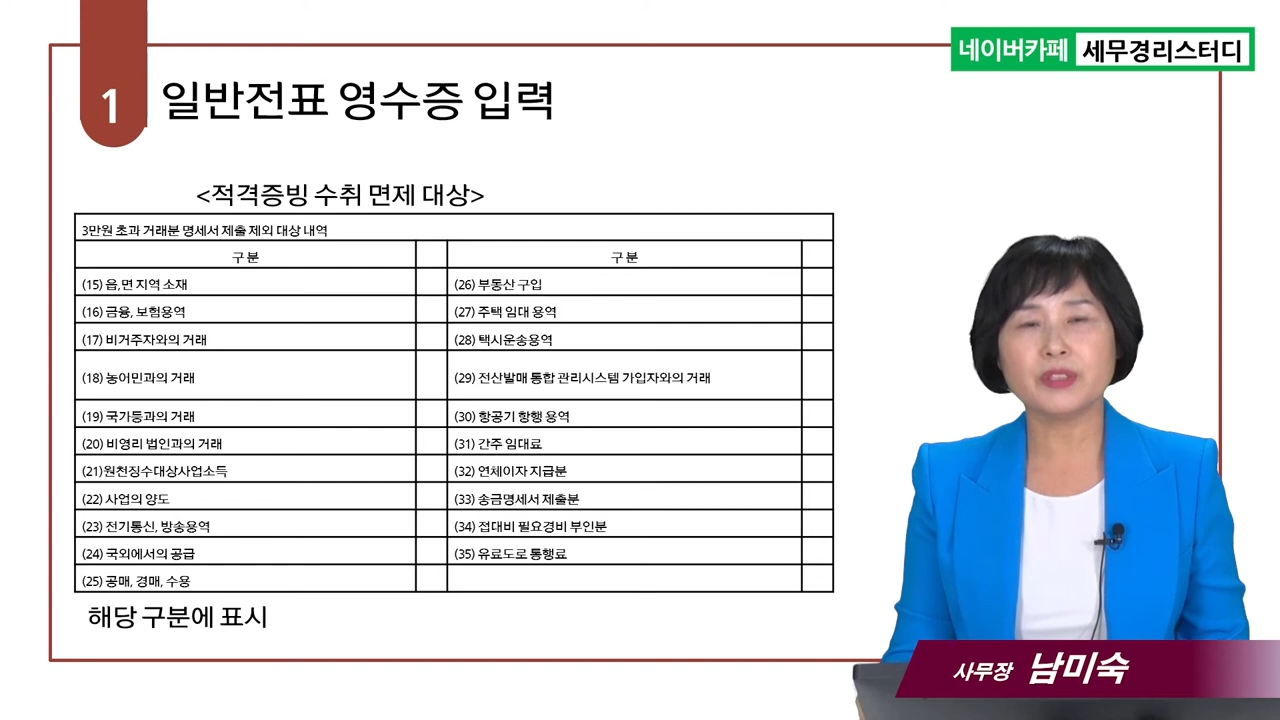 네이버카페 세무경리스터디
1 일반전표 영수증 입력
<적격증빙 수취 면제 대상>
3만원 초과 거래분 명세서 제출 제외 대상 내역
구 분 구 분
(15) 읍,면 지역 소재 (26) 부동산 구입
(16) 금융, 보험용역 (27) 주택 임대 용역
(17) 비거주자와의 거래 (28) 택시운송용역
(18) 농어민과의 거래 (29) 전산발매 통합 관리시스템 가입자와의 거래
(19) 국가등과의 거래 (30) 항공기 항행 용역
(20) 비영리 법인과의 거래 (31) 간주 임대료
(21)원천징수대상사업소득 (32) 연체이자 지급분
(22) 사업의 양도 (33) 송금명세서 제출분
(23) 전기통신, 방송용역 (34) 접대비 필요경비 부인분
(24) 국외에서의 공급 (35) 유료도로 통행료
(25) 공매, 경매, 수용
해당 구분에 표시
사무장 남미숙